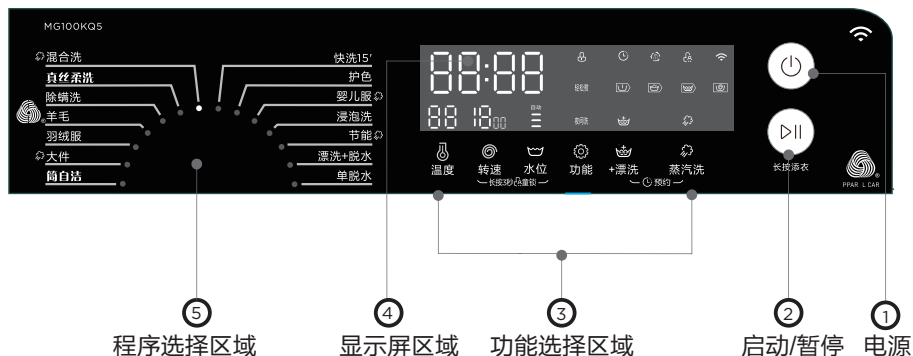 MG100KQ5
混合洗
真丝柔洗
除螨洗
羊毛
羽绒服
大件
筒自洁
快洗15'
护色
婴儿服
浸泡洗
节能
漂洗+脱水
单脱水
88:88
轻松熨
88 18 00
自动
夜间洗
温度 转速 水位 功能 +漂洗 蒸汽洗
长按3秒 童锁
预约
长按添衣
PPAR L CAR
⑤ ④ ③ ② ①
程序选择区域 显示屏区域 功能选择区域 启动/暂停 电源